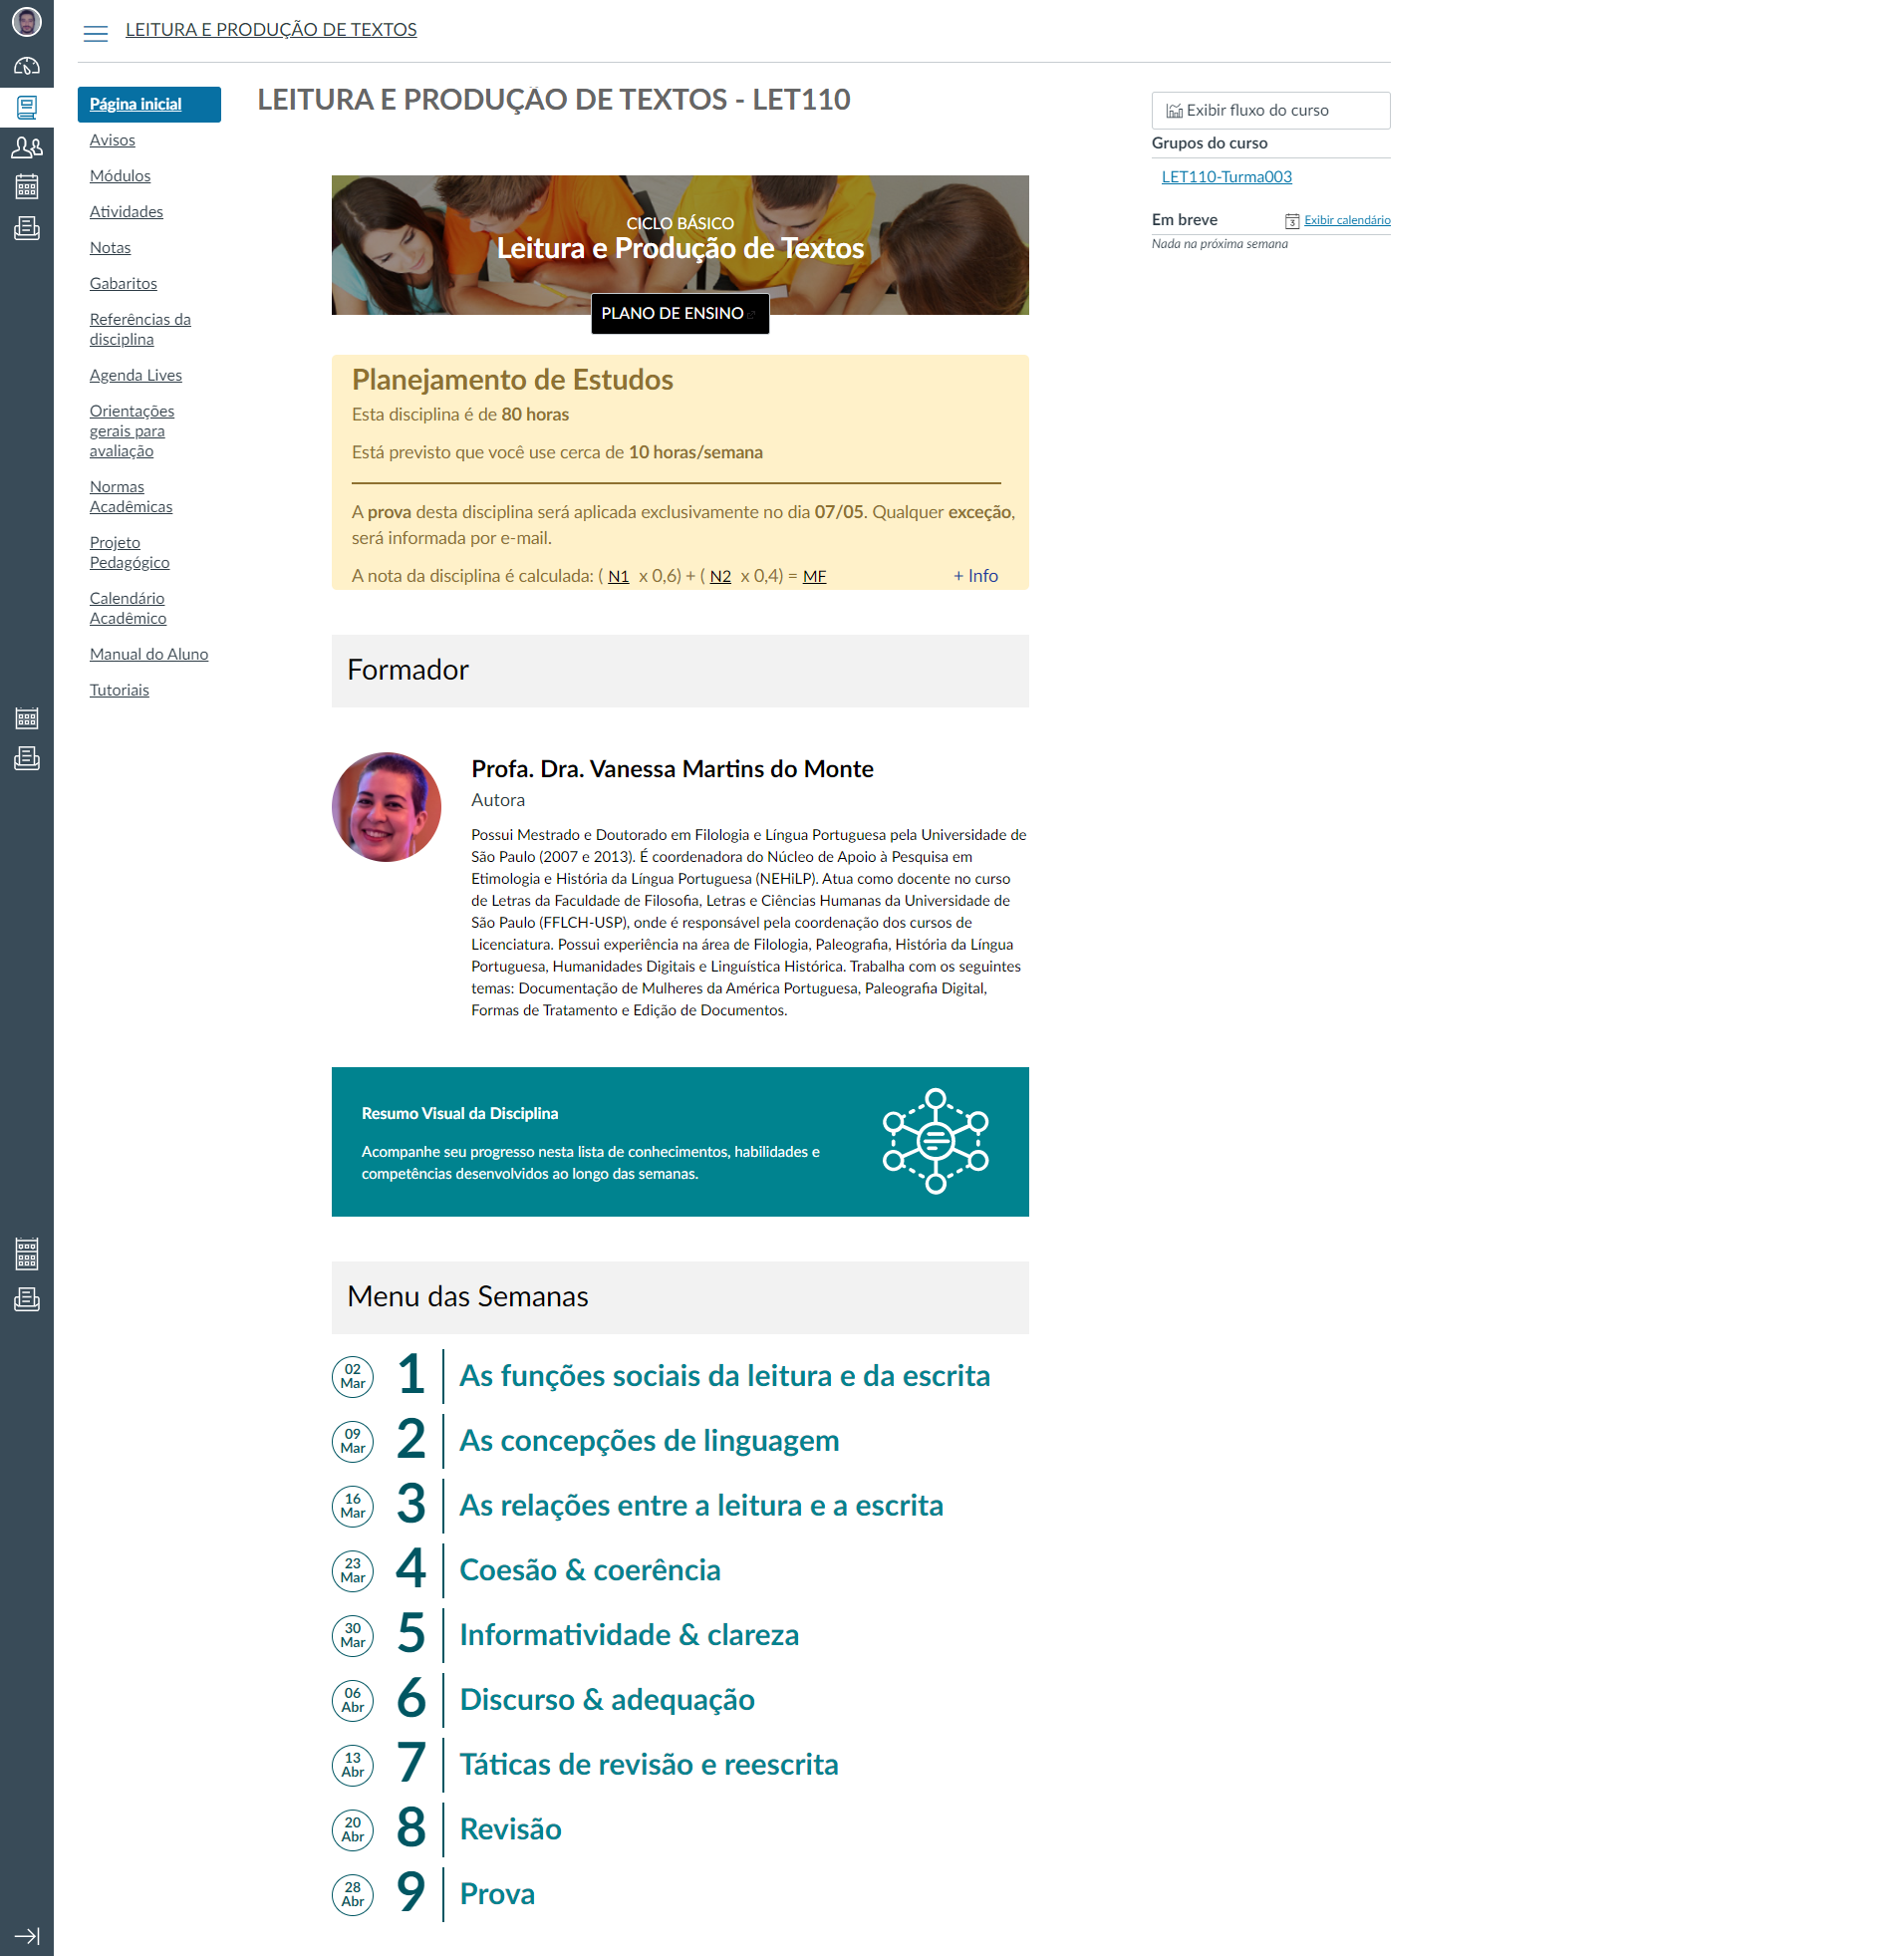 LEITURA E PRODUÇÃO DE TEXTOS
Página inicial
Avisos
Módulos
Atividades
Notas
Gabaritos
Referências da
disciplina
Agenda Lives
Orientações
gerais para
avaliação
Normas
Acadêmicas
Projeto
Pedagógico
Calendário
Acadêmico
Manual do Aluno
Tutoriais
LEITURA E PRODUÇÃO DE TEXTOS - LET110
CICLO BÁSICO
Leitura e Produção de Textos
PLANO DE ENSINO
Planejamento de Estudos
Esta disciplina é de 80 horas
Está previsto que você use cerca de 10 horas/semana
A prova desta disciplina será aplicada exclusivamente no dia 07/05. Qualquer exceção,
será informada por e-mail.
A nota da disciplina é calculada: ( N1 x 0,6) + ( N2 x 0,4) = MF
+ Info
Formador
Profa. Dra. Vanessa Martins do Monte
Autora
Possui Mestrado e Doutorado em Filologia e Língua Portuguesa pela Universidade de
São Paulo (2007 e 2013). É coordenadora do Núcleo de Apoio à Pesquisa em
Etimologia e História da Língua Portuguesa (NEHiLP). Atua como docente no curso
de Letras da Faculdade de Filosofia, Letras e Ciências Humanas da Universidade de
São Paulo (FFLCH-USP), onde é responsável pela coordenação dos cursos de
Licenciatura. Possui experiência na área de Filologia, Paleografia, História da Língua
Portuguesa, Humanidades Digitais e Linguística Histórica. Trabalha com os seguintes
temas: Documentação de Mulheres da América Portuguesa, Paleografia Digital,
Formas de Tratamento e Edição de Documentos.
Resumo Visual da Disciplina
Acompanhe seu progresso nesta lista de conhecimentos, habilidades e
competências desenvolvidos ao longo das semanas.
Menu das Semanas
02 Mar 1 As funções sociais da leitura e da escrita
09 Mar 2 As concepções de linguagem
16 Mar 3 As relações entre a leitura e a escrita
23 Mar 4 Coesão & coerência
30 Mar 5 Informatividade & clareza
06 Abr 6 Discurso & adequação
13 Abr 7 Táticas de revisão e reescrita
20 Abr 8 Revisão
28 Abr 9 Prova
Exibir fluxo do curso
Grupos do curso
LET110-Turma003
Em breve
3 Exibir calendário
Nada na próxima semana